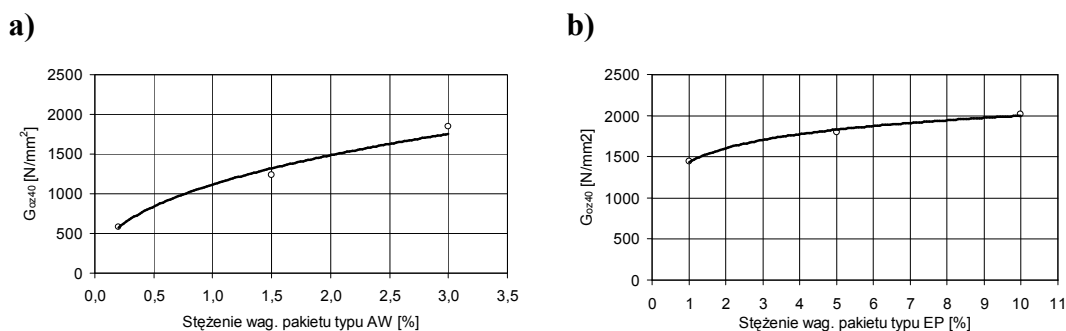 a)
G_oz40 [N/mm²]
2500
2000
1500
1000
500
0
0,0 0,5 1,0 1,5 2,0 2,5 3,0 3,5
Stężenie wag. pakietu typu AW [%]
b)
G_oz40 [N/mm2]
2500
2000
1500
1000
500
0
0 1 2 3 4 5 6 7 8 9 10 11
Stężenie wag. pakietu typu EP [%]